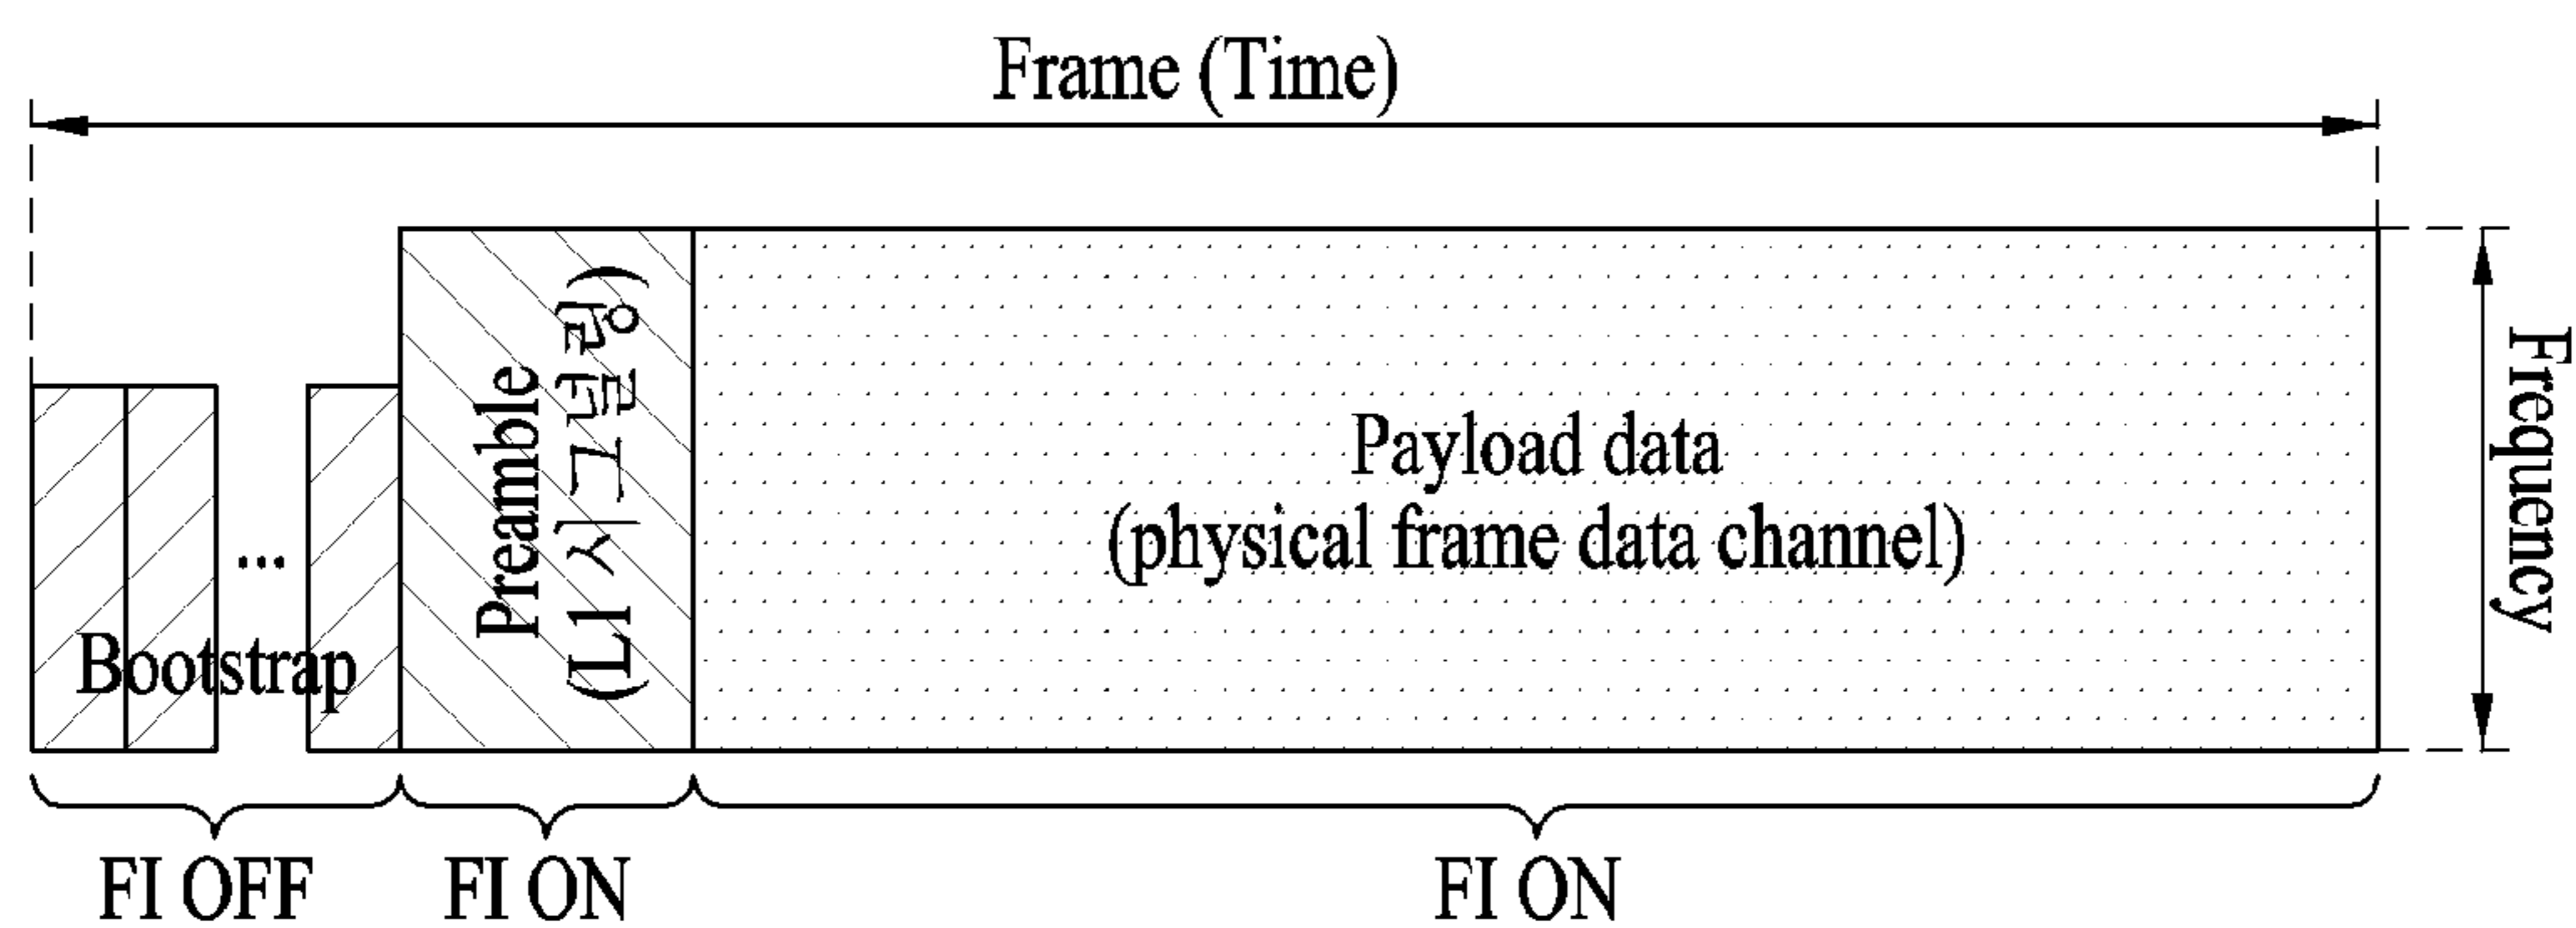 Frame (Time)
Bootstrap
...
Preamble
(L1 시그널링)
Payload data
(physical frame data channel)
Frequency
FI OFF
FI ON
FI ON